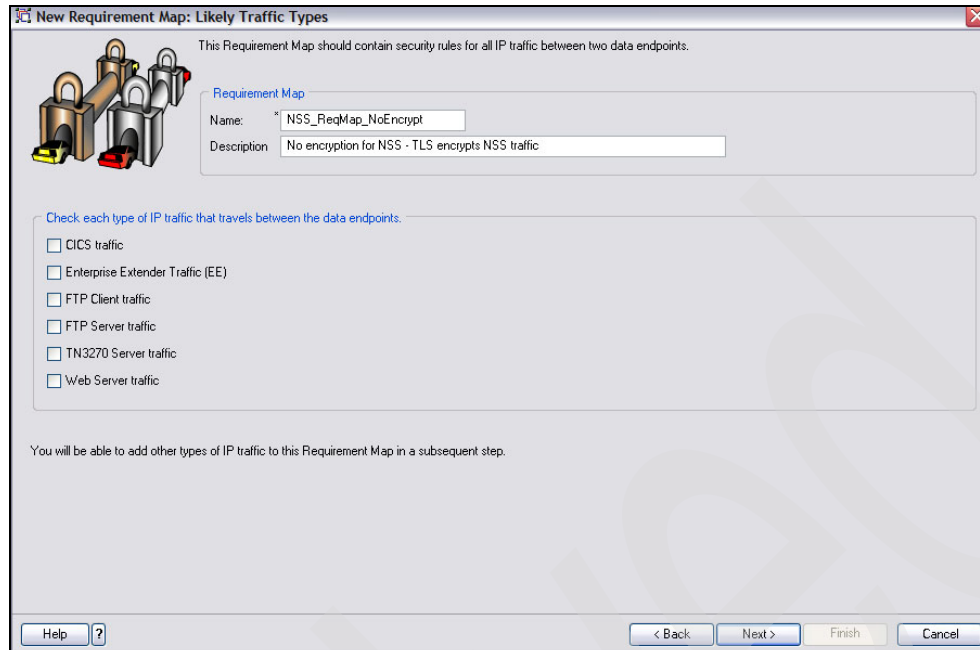 New Requirement Map: Likely Traffic Types
This Requirement Map should contain security rules for all IP traffic between two data endpoints.
Requirement Map
Name: * NSS_ReqMap_NoEncrypt
Description No encryption for NSS - TLS encrypts NSS traffic
Check each type of IP traffic that travels between the data endpoints.
CICS traffic
Enterprise Extender Traffic (EE)
FTP Client traffic
FTP Server traffic
TN3270 Server traffic
Web Server traffic
You will be able to add other types of IP traffic to this Requirement Map in a subsequent step.
Help ? < Back Next > Finish Cancel